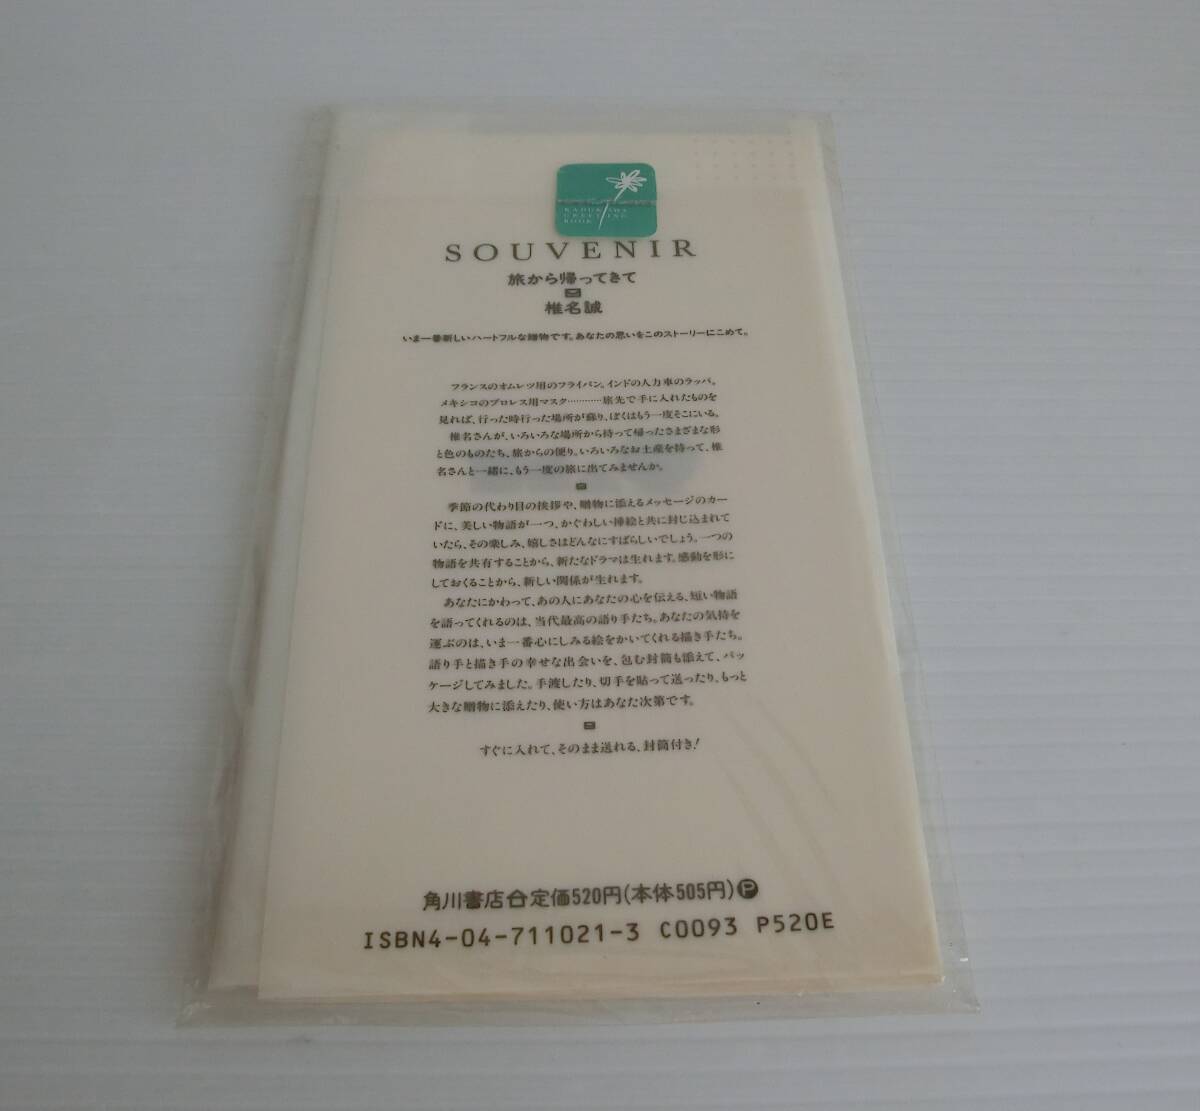 KADOKAWA
GREETING
BOOK
SOUVENIR
旅から帰ってきて
椎名誠
いま一番新しいハートフルな贈物です。あなたの思いをこのストーリーにこめて。
フランスのオムレツ用のフライパン。インドの人力車のラッパ。
メキシコのプロレス用マスク…………旅先で手に入れたものを
見れば、行った時行った場所が蘇り、ぼくはもう一度そこにいる。
椎名さんが、いろいろな場所から持って帰ったさまざまな形
と色のものたち、旅からの便り。いろいろなお土産を持って、椎
名さんと一緒に、もう一度の旅に出てみませんか。
季節の代わり目の挨拶や、贈物に添えるメッセージのカー
ドに、美しい物語が一つ、かぐわしい挿絵と共に封じ込まれて
いたら、その楽しみ、嬉しさはどんなにすばらしいでしょう。一つの
物語を共有することから、新たなドラマは生れます。感動を形に
しておくることから、新しい関係が生れます。
あなたにかわって、あの人にあなたの心を伝える、短い物語
を語ってくれるのは、当代最高の語り手たち。あなたの気持を
運ぶのは、いま一番心にしみる絵をかいてくれる描き手たち。
語り手と描き手の幸せな出会いを、包む封筒も添えて、パッ
ケージしてみました。手渡したり、切手を貼って送ったり、もっと
大きな贈物に添えたり、使い方はあなた次第です。
すぐに入れて、そのまま送れる、封筒付き!
角川書店 定価520円(本体505円)Ⓟ
ISBN4-04-711021-3 C0093 P520E